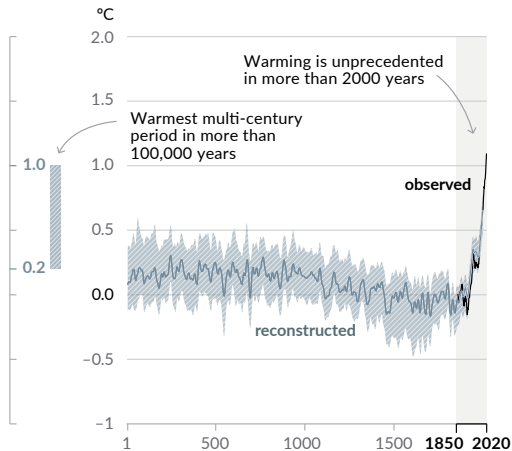 °C
2.0
Warming is unprecedented
in more than 2000 years
1.5
Warmest multi-century
period in more than
100,000 years
1.0
1.0
observed
0.5
0.2
0.0
reconstructed
−0.5
−1
1
500
1000
1500
1850
2020